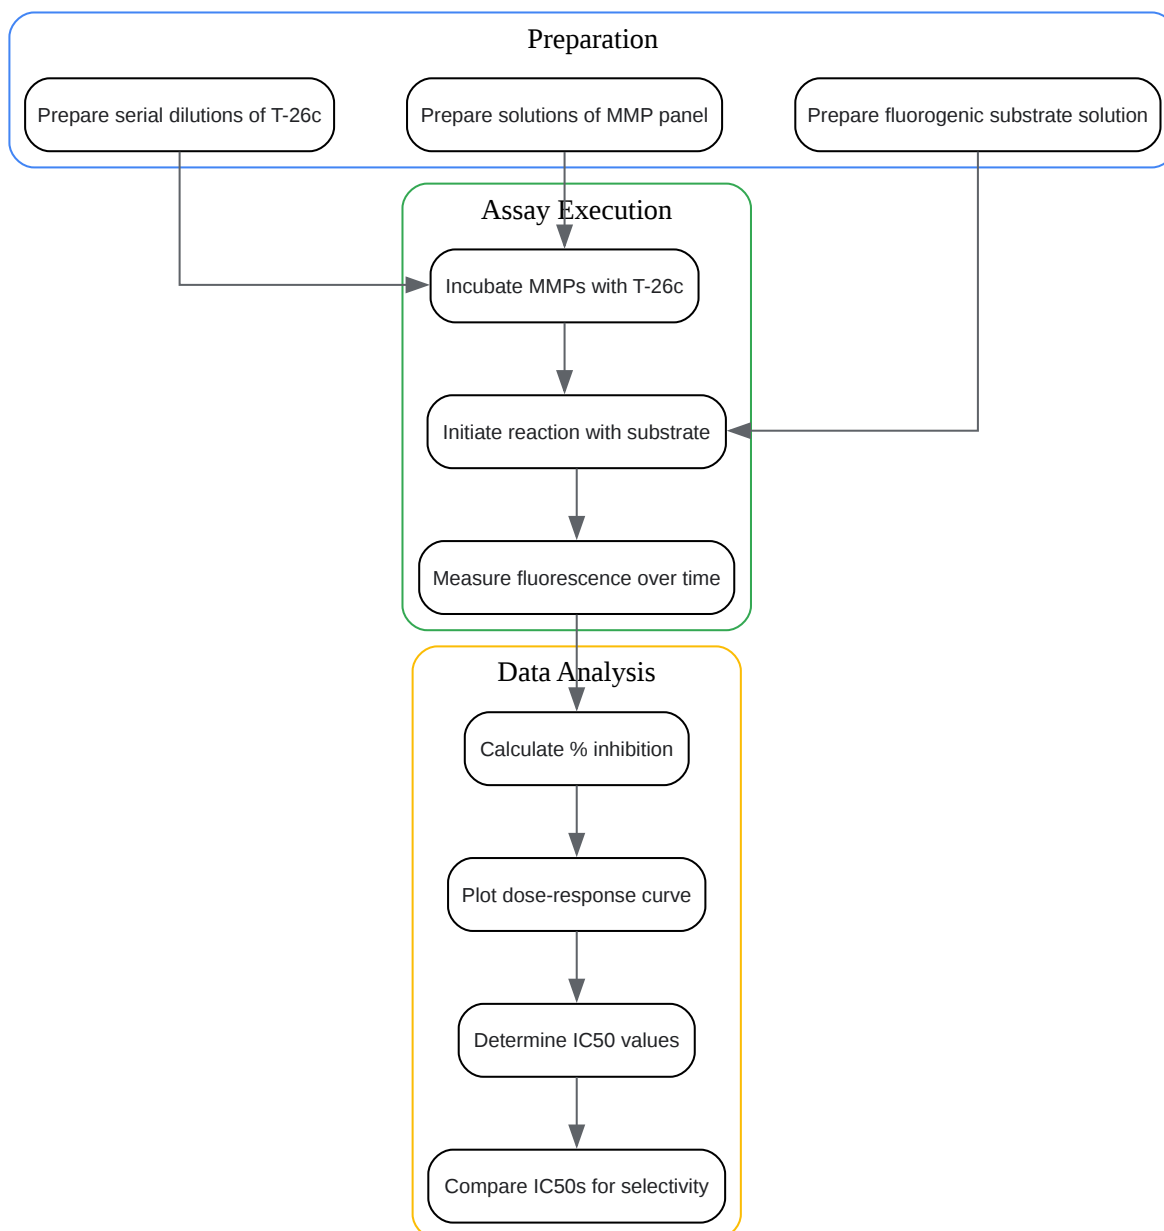 Preparation
Prepare serial dilutions of T-26c
Prepare solutions of MMP panel
Prepare fluorogenic substrate solution
Assay Execution
Incubate MMPs with T-26c
Initiate reaction with substrate
Measure fluorescence over time
Data Analysis
Calculate % inhibition
Plot dose-response curve
Determine IC50 values
Compare IC50s for selectivity